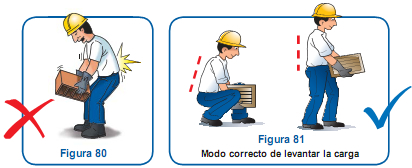 Figura 80
Figura 81
Modo correcto de levantar la carga